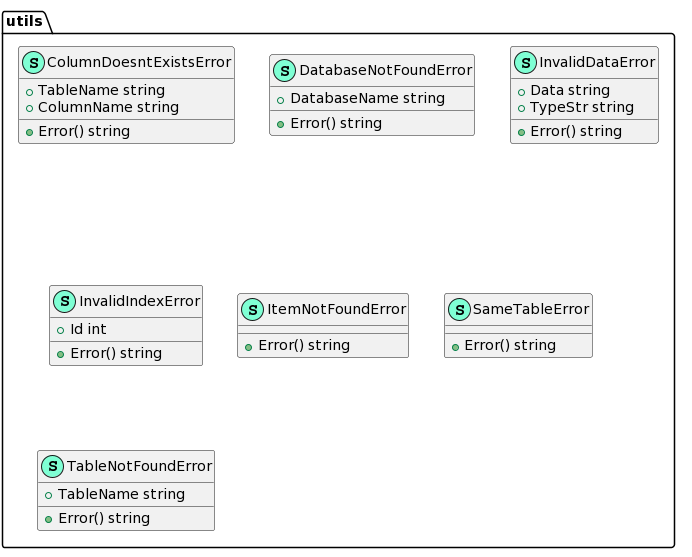 utils
S ColumnDoesntExistsError
TableName string
ColumnName string
Error() string
S DatabaseNotFoundError
DatabaseName string
Error() string
S InvalidDataError
Data string
TypeStr string
Error() string
S InvalidIndexError
Id int
Error() string
S ItemNotFoundError
Error() string
S SameTableError
Error() string
S TableNotFoundError
TableName string
Error() string